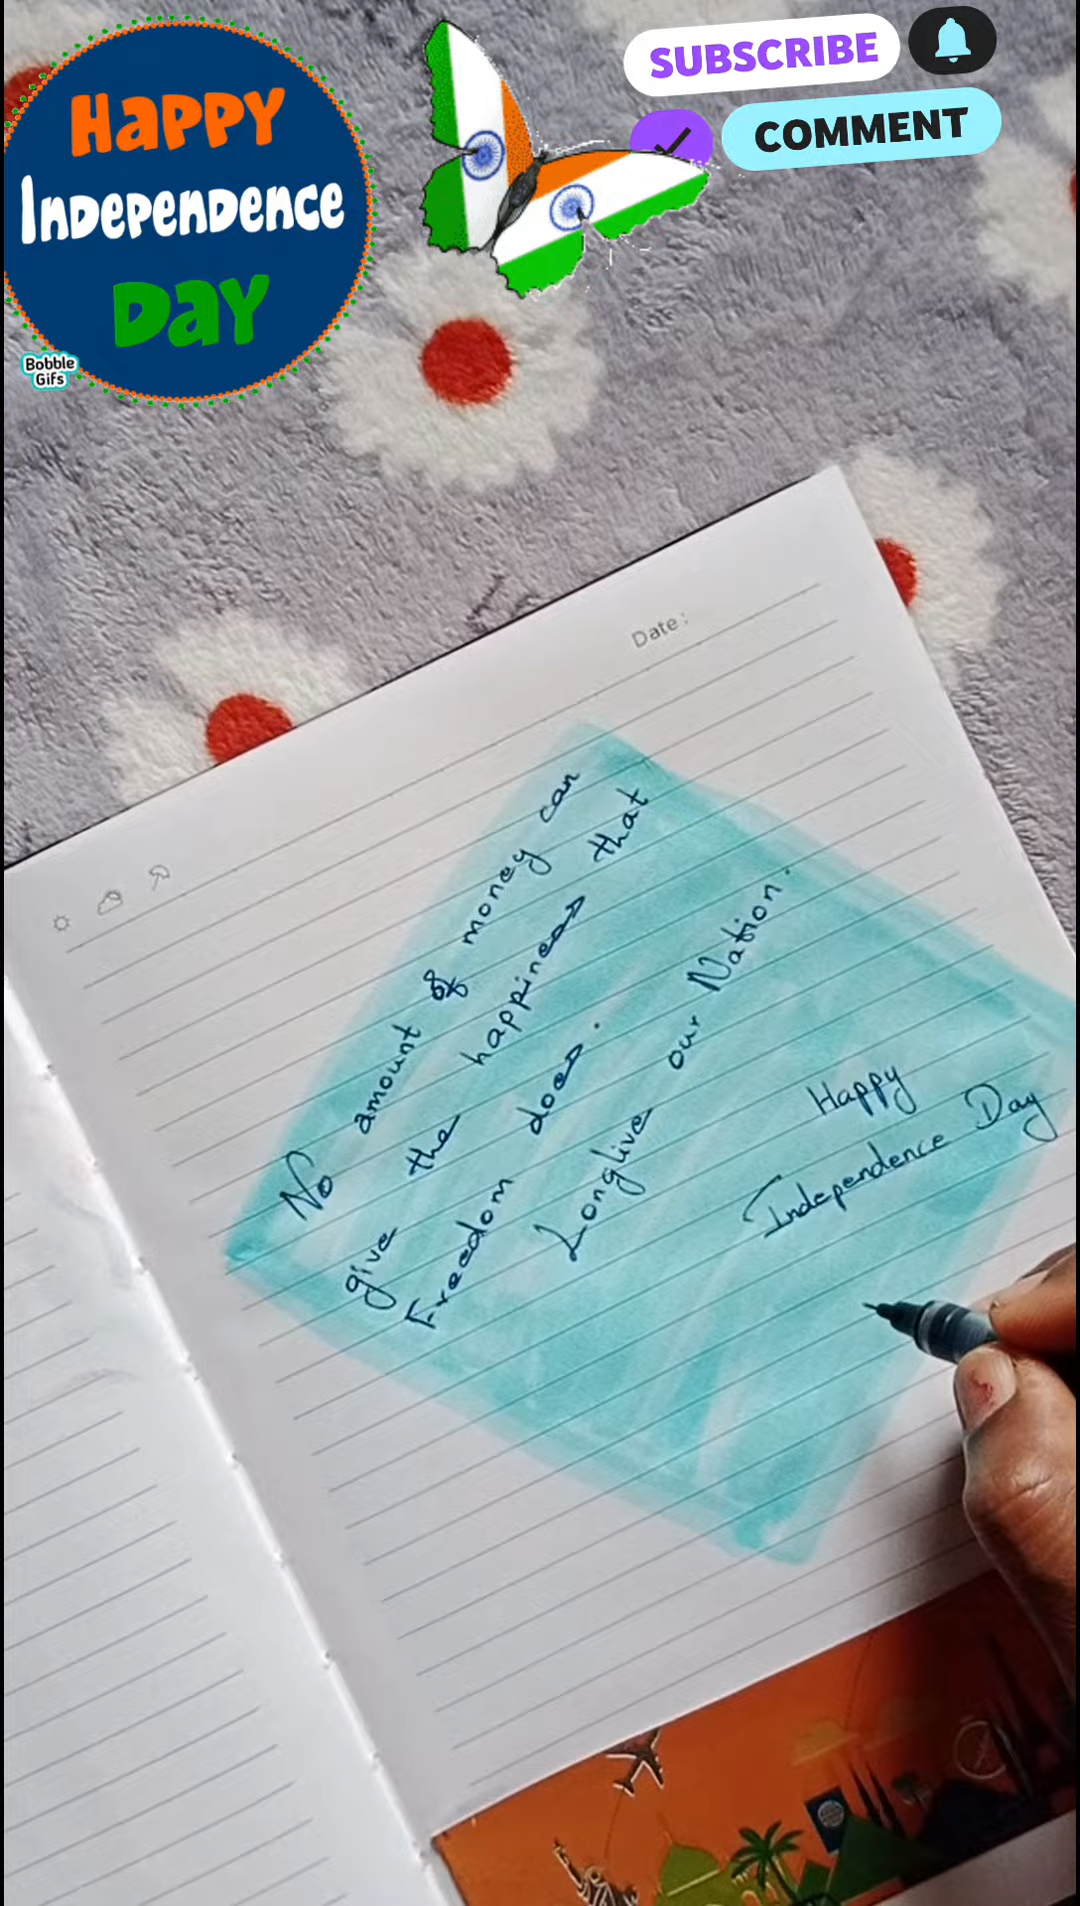 Happy
Independence
Day
Bobble
Gifs
SUBSCRIBE
COMMENT
Date:
No amount of money can
give the happiness that
Freedom does.
Longlive our Nation.
Happy
Independence Day